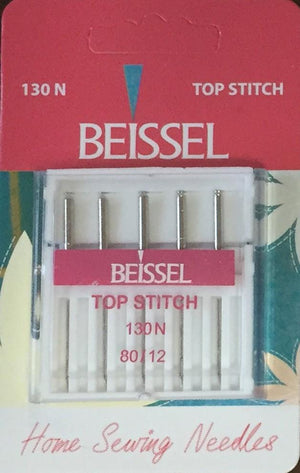 130 N TOP STITCH
BEISSEL
BEISSEL
TOP STITCH
130 N
80/12
Home Sewing Needles